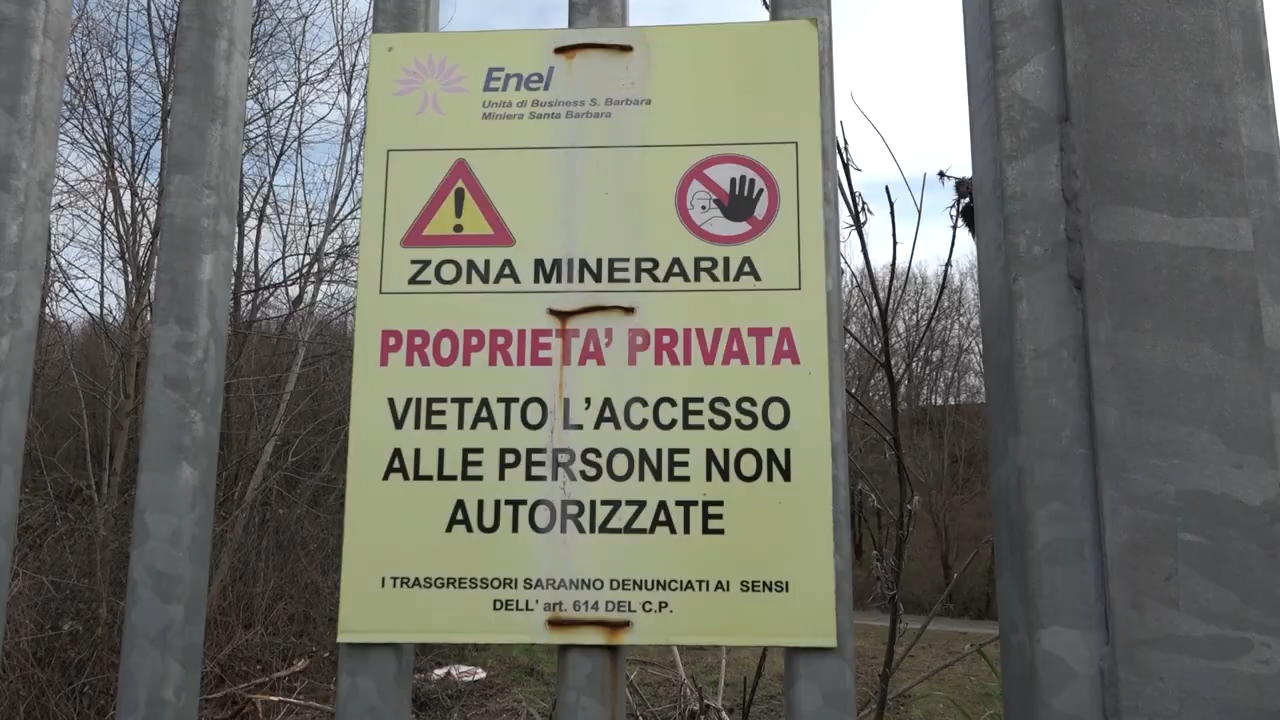 Enel
Unità di Business S. Barbara
Miniera Santa Barbara
ZONA MINERARIA
PROPRIETA' PRIVATA
VIETATO L'ACCESSO
ALLE PERSONE NON
AUTORIZZATE
I TRASGRESSORI SARANNO DENUNCIATI AI SENSI
DELL' art. 614 DEL C.P.